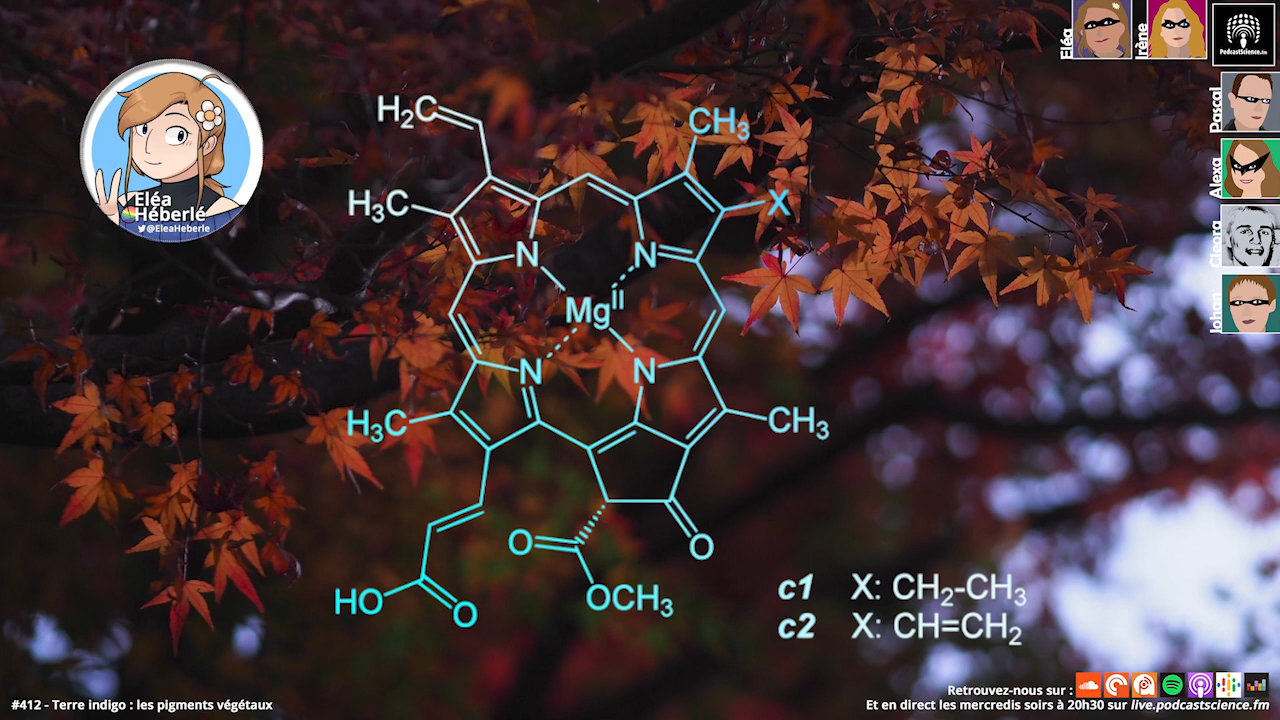 Eléa
Irène
PodcastScience.fm
Pascal
Alexa
Cleora
Johan
Eléa
Héberlé
@EleaHeberle
H₂C
CH₃
H₃C
X
N
N
Mgᴵᴵ
N
N
H₃C
CH₃
O
O
HO
O
OCH₃
c1 X: CH₂-CH₃
c2 X: CH=CH₂
Retrouvez-nous sur :
#412 - Terre indigo : les pigments végétaux
Et en direct les mercredis soirs à 20h30 sur live.podcastscience.fm